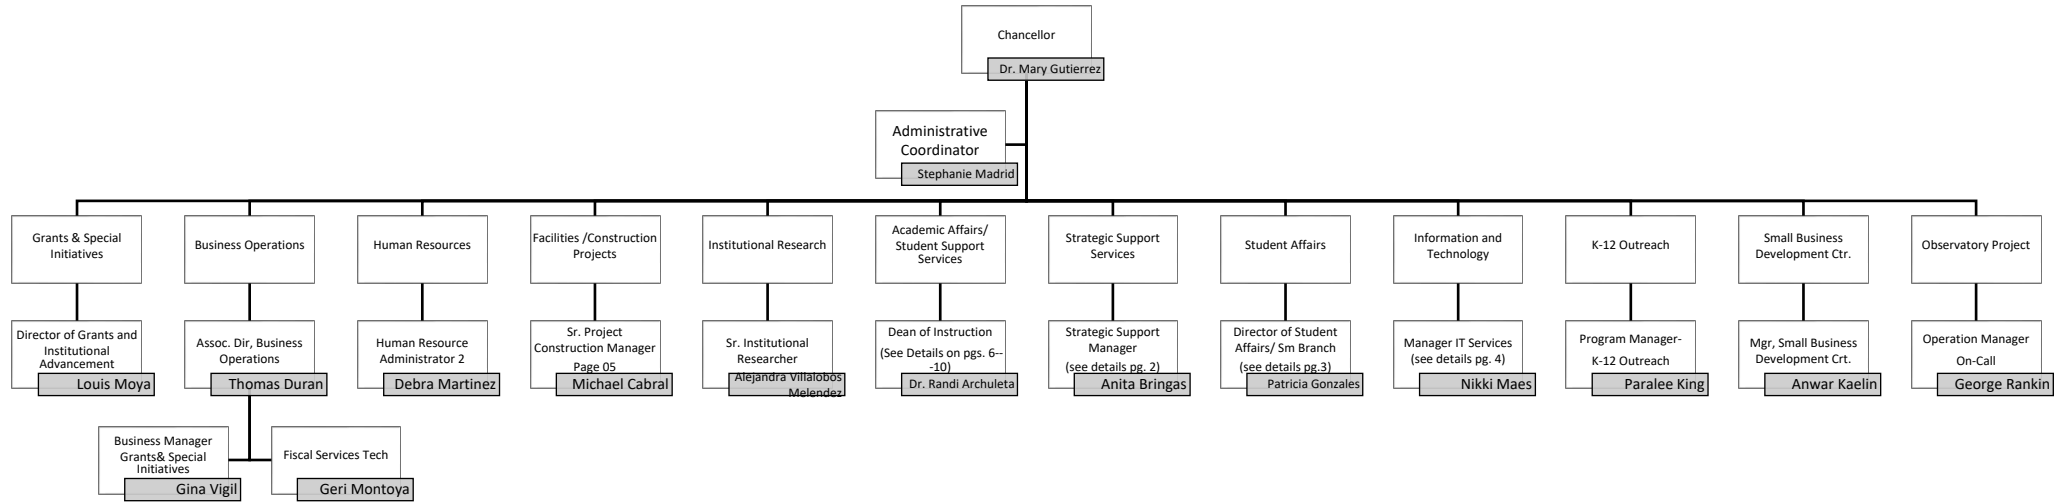 Chancellor
Dr. Mary Gutierrez
Administrative
Coordinator
Stephanie Madrid
Grants & Special
Initiatives
Business Operations
Human Resources
Facilities /Construction
Projects
Institutional Research
Academic Affairs/
Student Support
Services
Strategic Support
Services
Student Affairs
Information and
Technology
K-12 Outreach
Small Business
Development Ctr.
Observatory Project
Director of Grants and
Institutional
Advancement
Louis Moya
Assoc. Dir, Business
Operations
Thomas Duran
Human Resource
Administrator 2
Debra Martinez
Sr. Project
Construction Manager
Page 05
Michael Cabral
Sr. Institutional
Researcher
Alejandra Villalobos
Melendez
Dean of Instruction
(See Details on pgs. 6--
-10)
Dr. Randi Archuleta
Strategic Support
Manager
(see details pg. 2)
Anita Bringas
Director of Student
Affairs/ Sm Branch
(see details pg.3)
Patricia Gonzales
Manager IT Services
(see details pg. 4)
Nikki Maes
Program Manager-
K-12 Outreach
Paralee King
Mgr, Small Business
Development Crt.
Anwar Kaelin
Operation Manager
On-Call
George Rankin
Business Manager
Grants& Special
Initiatives
Gina Vigil
Fiscal Services Tech
Geri Montoya